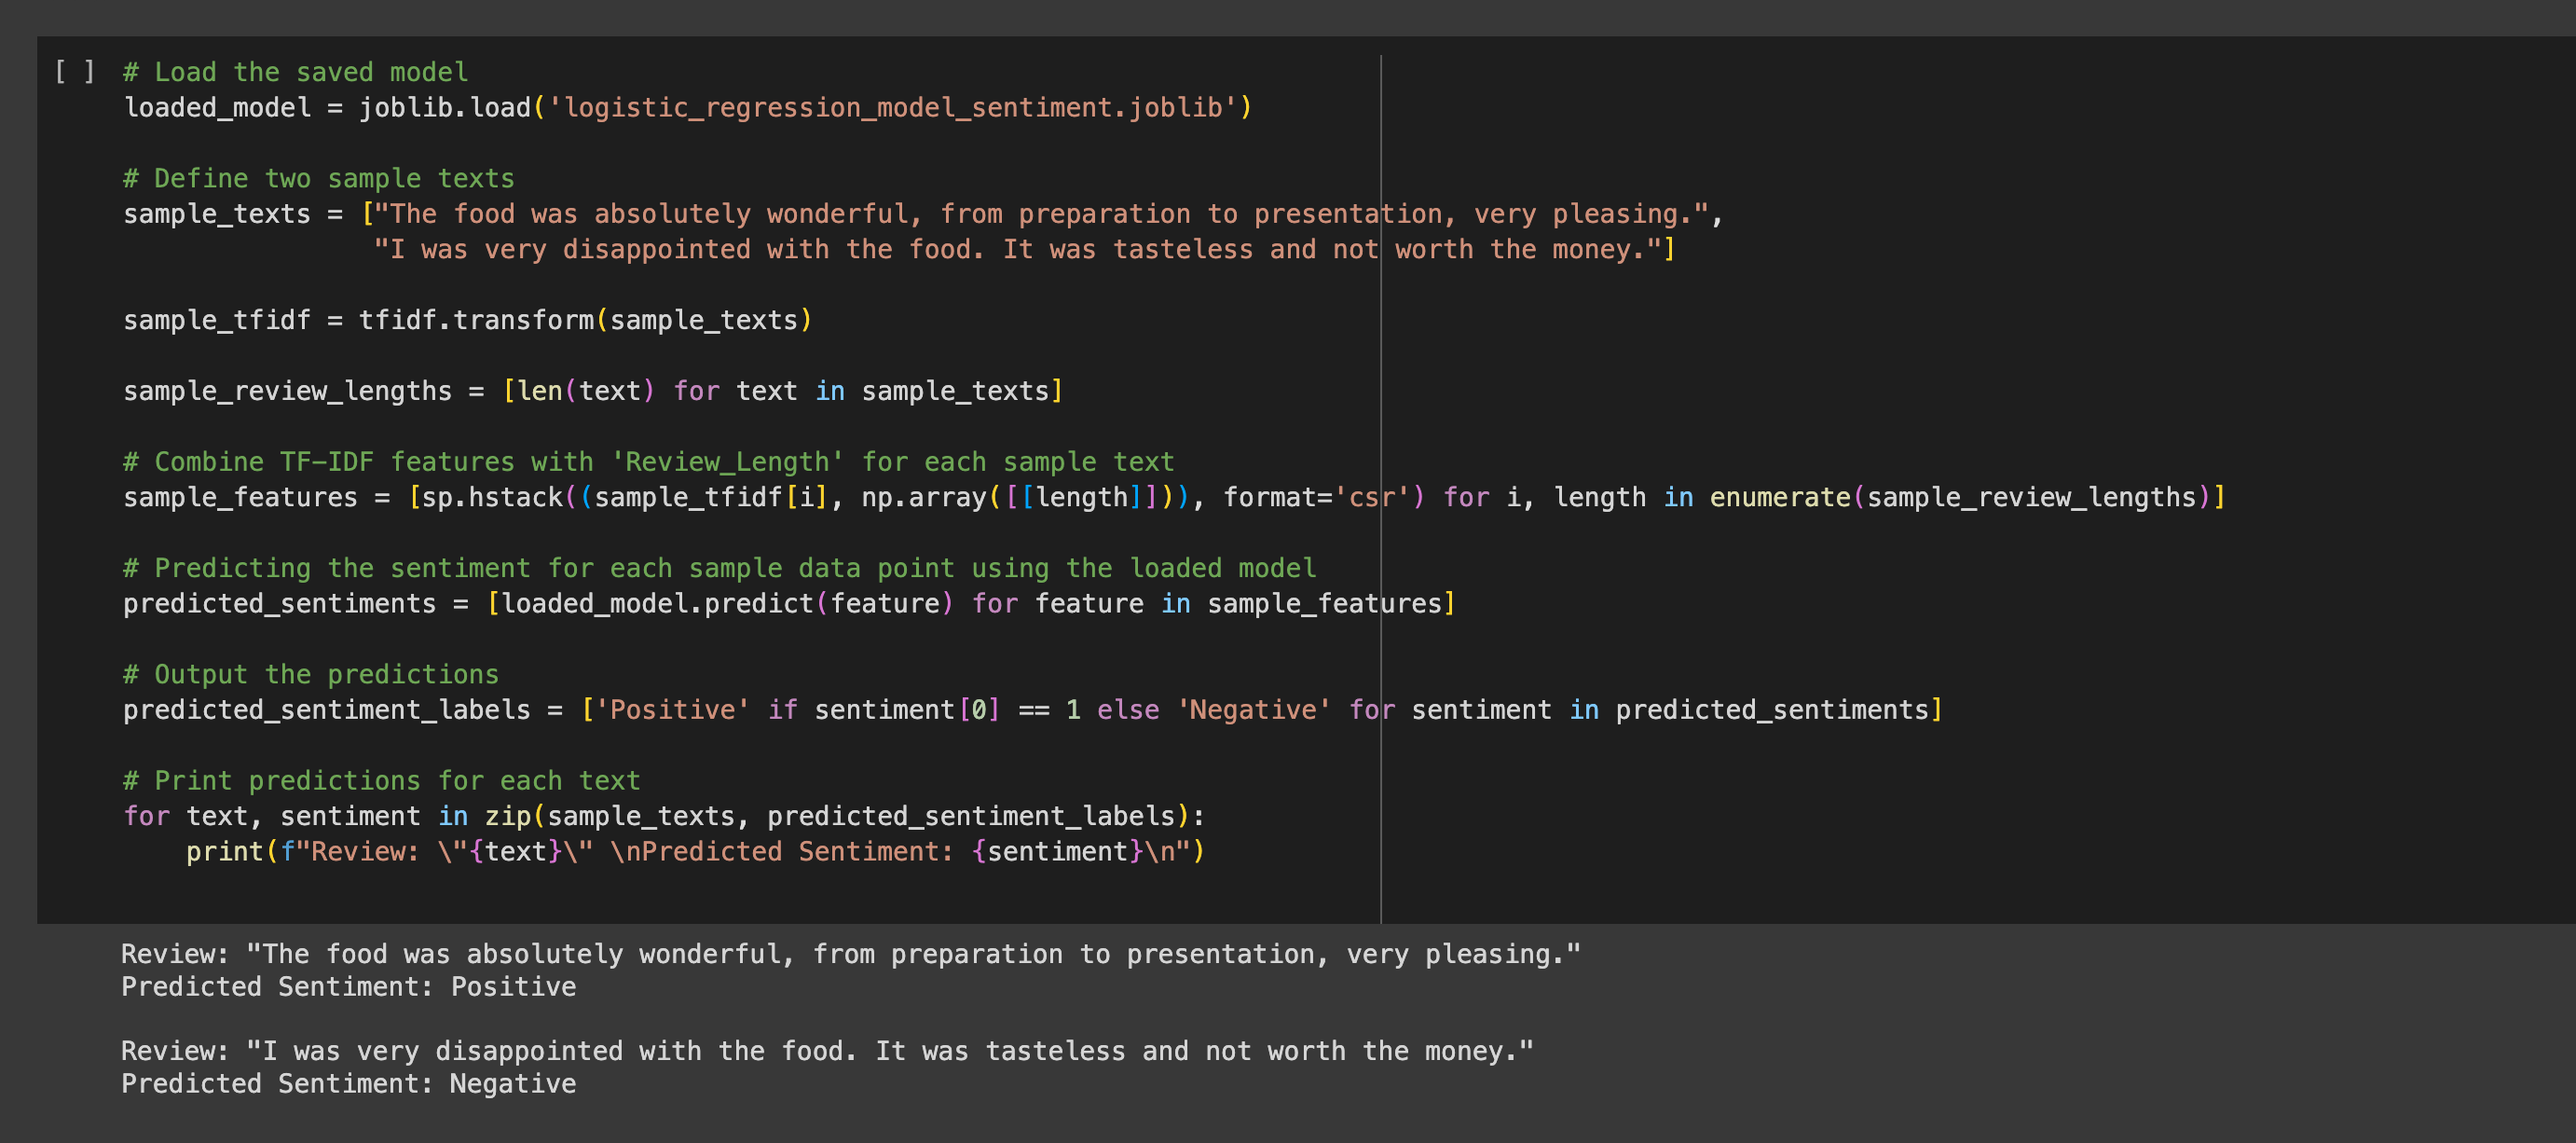 [ ] # Load the saved model
loaded_model = joblib.load('logistic_regression_model_sentiment.joblib')
# Define two sample texts
sample_texts = ["The food was absolutely wonderful, from preparation to presentation, very pleasing.",
"I was very disappointed with the food. It was tasteless and not worth the money."]
sample_tfidf = tfidf.transform(sample_texts)
sample_review_lengths = [len(text) for text in sample_texts]
# Combine TF-IDF features with 'Review_Length' for each sample text
sample_features = [sp.hstack((sample_tfidf[i], np.array([[length]])), format='csr') for i, length in enumerate(sample_review_lengths)]
# Predicting the sentiment for each sample data point using the loaded model
predicted_sentiments = [loaded_model.predict(feature) for feature in sample_features]
# Output the predictions
predicted_sentiment_labels = ['Positive' if sentiment[0] == 1 else 'Negative' for sentiment in predicted_sentiments]
# Print predictions for each text
for text, sentiment in zip(sample_texts, predicted_sentiment_labels):
    print(f"Review: \"{text}\" \nPredicted Sentiment: {sentiment}\n")
Review: "The food was absolutely wonderful, from preparation to presentation, very pleasing."
Predicted Sentiment: Positive
Review: "I was very disappointed with the food. It was tasteless and not worth the money."
Predicted Sentiment: Negative